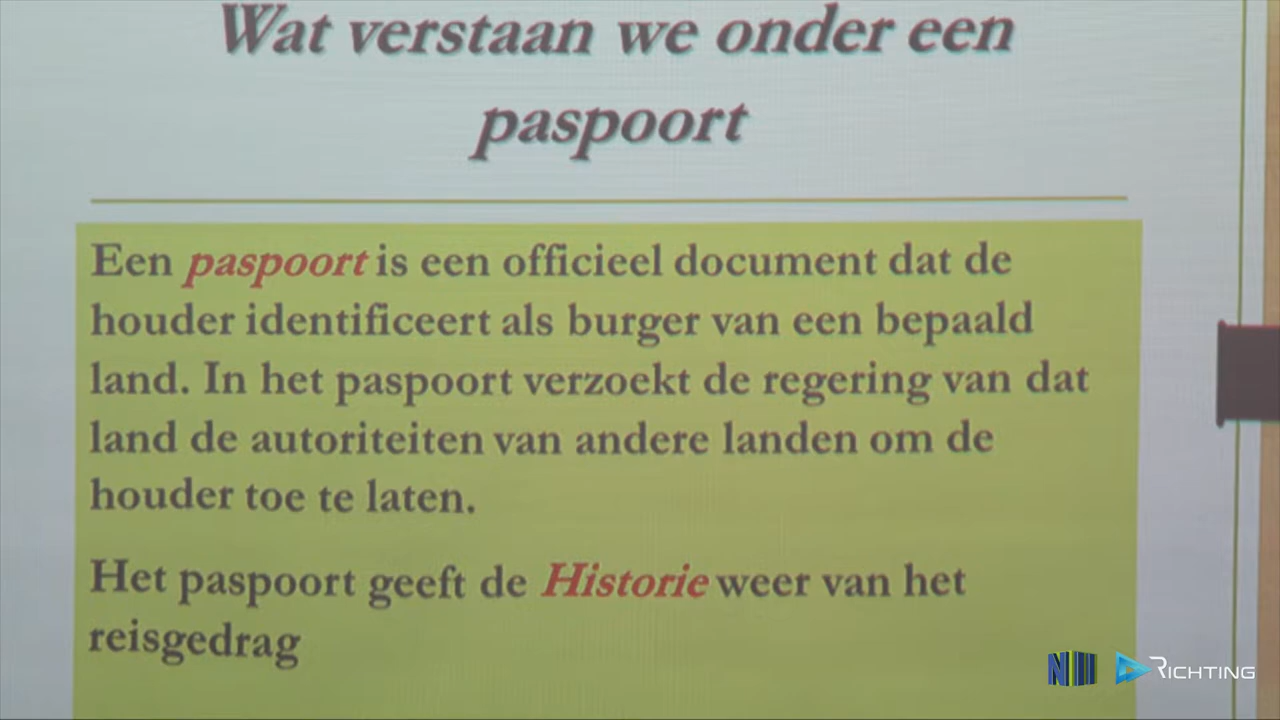 Wat verstaan we onder een
paspoort
Een paspoort is een officieel document dat de
houder identificeert als burger van een bepaald
land. In het paspoort verzoekt de regering van dat
land de autoriteiten van andere landen om de
houder toe te laten.
Het paspoort geeft de Historie weer van het
reisgedrag
RICHTING